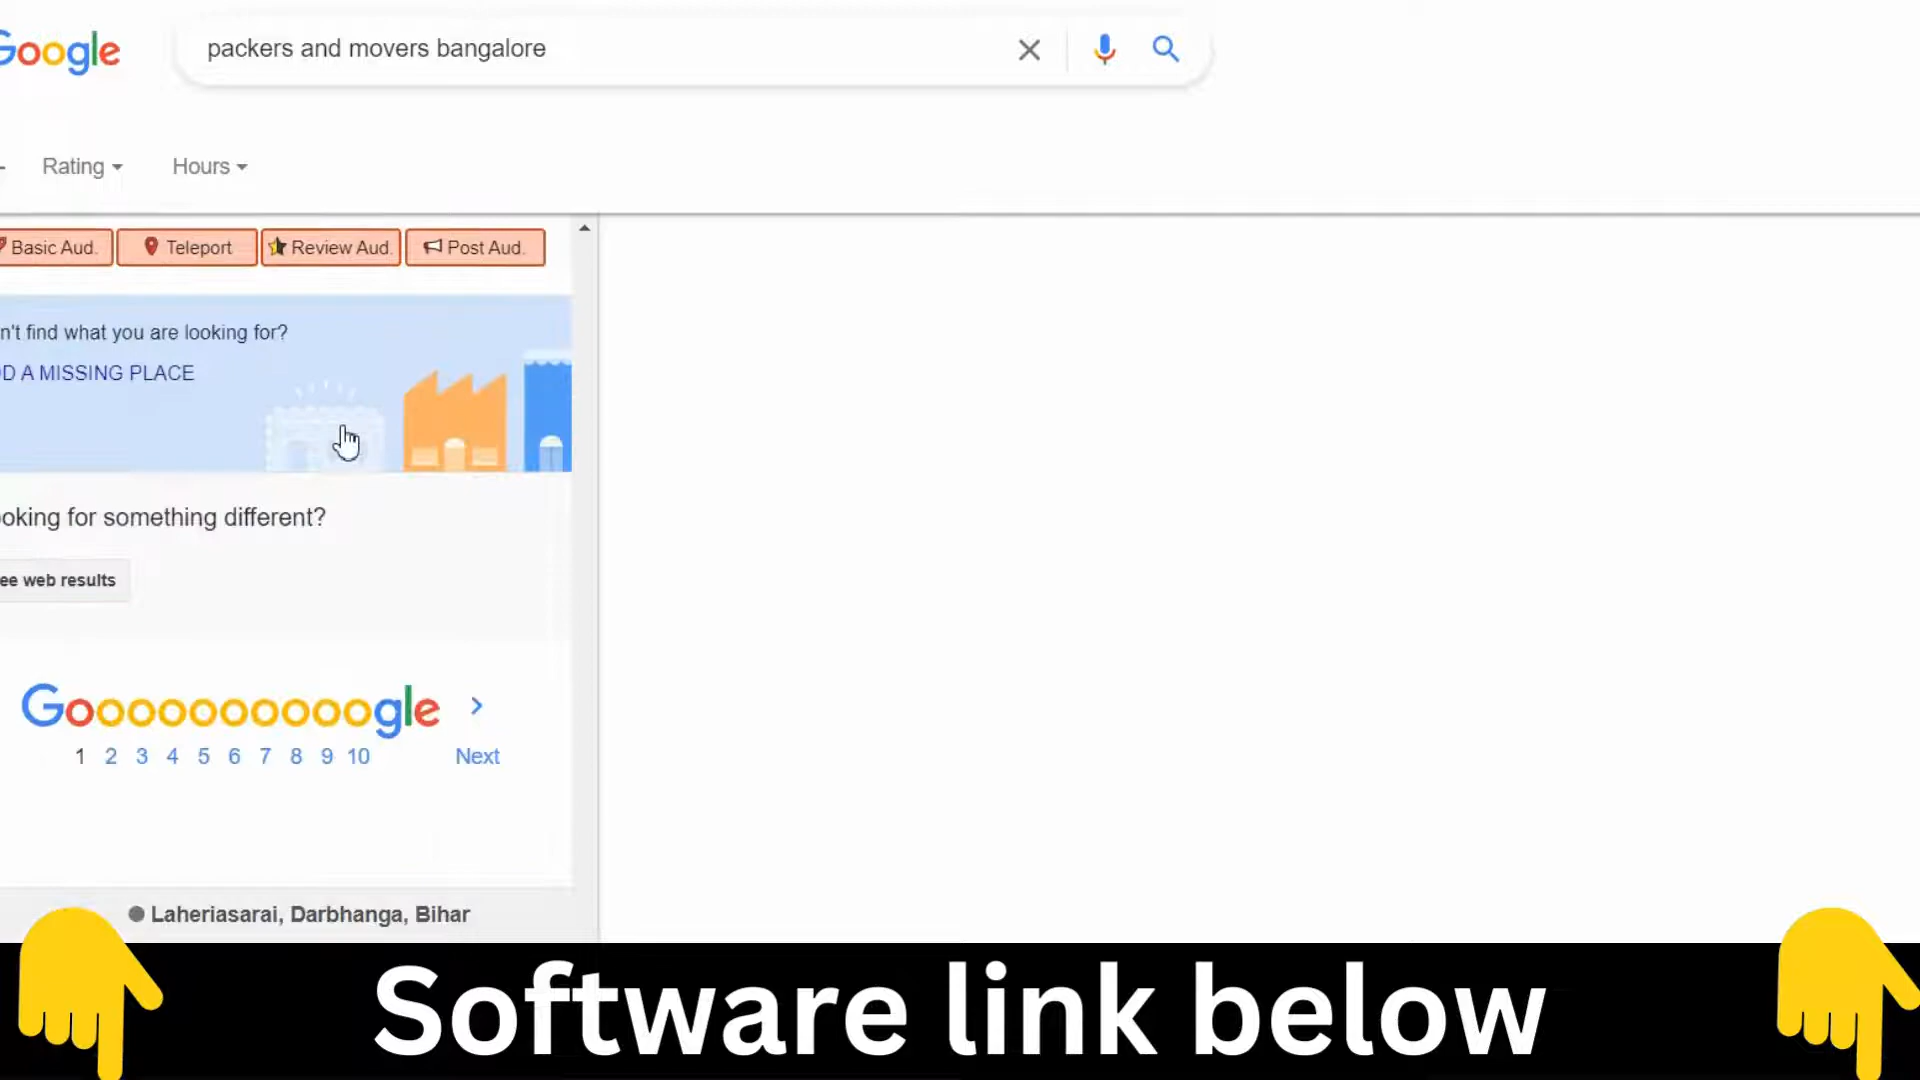 Google
packers and movers bangalore
Rating
Hours
Basic Aud.
Teleport
Review Aud.
Post Aud.
n't find what you are looking for?
D A MISSING PLACE
oking for something different?
ee web results
Goooooooooogle >
1 2 3 4 5 6 7 8 9 10 Next
Laheriasarai, Darbhanga, Bihar
Software link below